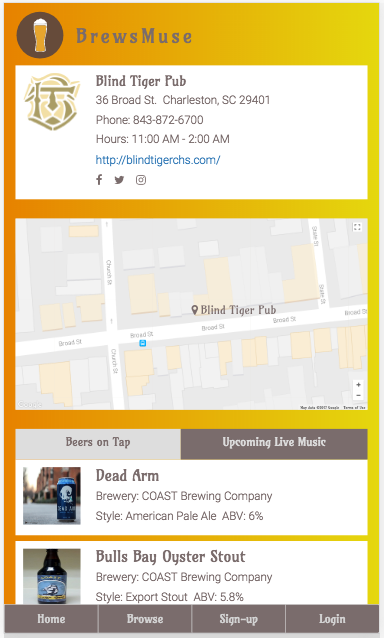 BrewsMuse
Blind Tiger Pub
36 Broad St.  Charleston, SC 29401
Phone: 843-872-6700
Hours: 11:00 AM - 2:00 AM
http://blindtigerchs.com/
State St
Church St
State St
Blind Tiger Pub
Broad St
Broad St
Broad St
Broad St
Church St
+
−
Google
Map data ©2017 Google
Terms of Use
Beers on Tap
Upcoming Live Music
Dead Arm
Brewery: COAST Brewing Company
Style: American Pale Ale  ABV: 6%
DEAD ARM
Bulls Bay Oyster Stout
Brewery: COAST Brewing Company
Style: Export Stout  ABV: 5.8%
Home
Browse
Sign-up
Login